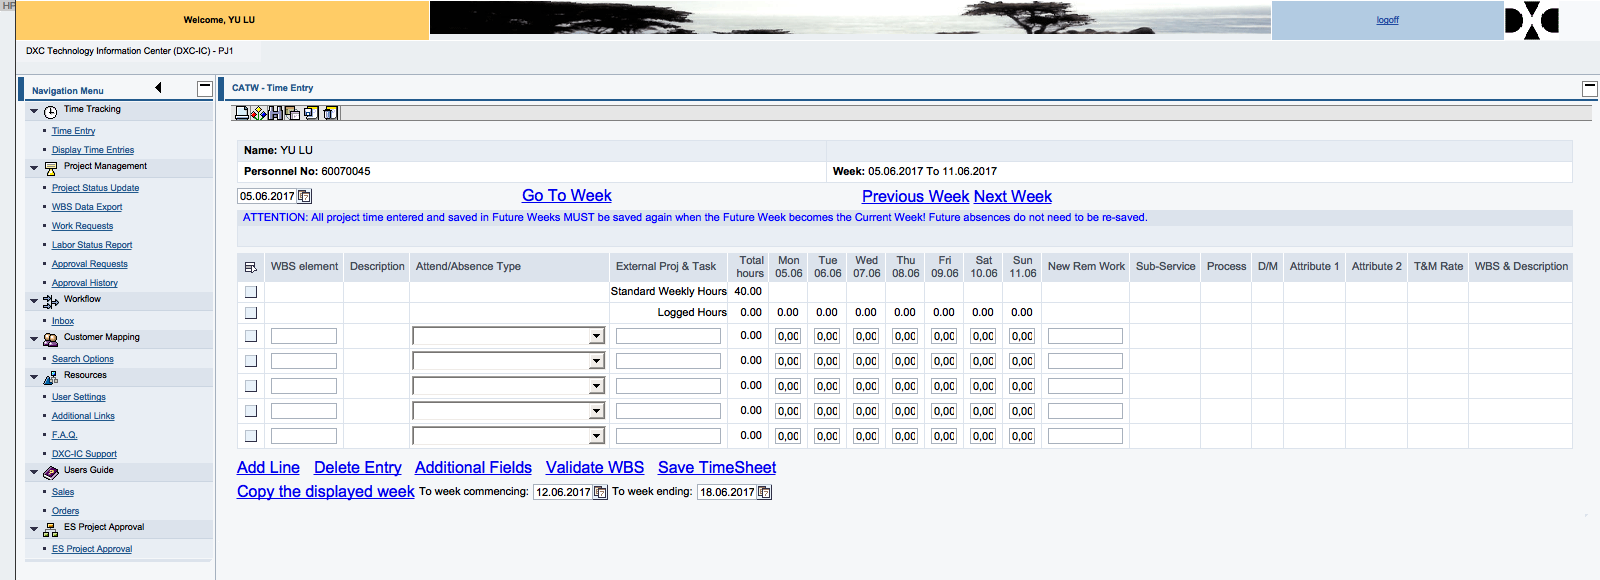 HP
Welcome, YU LU
logoff
DXC
DXC Technology Information Center (DXC-IC) - PJ1
Navigation Menu
Time Tracking
Time Entry
Display Time Entries
Project Management
Project Status Update
WBS Data Export
Work Requests
Labor Status Report
Approval Requests
Approval History
Workflow
Inbox
Customer Mapping
Search Options
Resources
User Settings
Additional Links
F.A.Q.
DXC-IC Support
Users Guide
Sales
Orders
ES Project Approval
ES Project Approval
CATW - Time Entry
Name: YU LU
Personnel No: 60070045 Week: 05.06.2017 To 11.06.2017
05.06.2017 Go To Week Previous Week Next Week
ATTENTION: All project time entered and saved in Future Weeks MUST be saved again when the Future Week becomes the Current Week! Future absences do not need to be re-saved.
WBS element Description Attend/Absence Type External Proj & Task Total hours Mon 05.06 Tue 06.06 Wed 07.06 Thu 08.06 Fri 09.06 Sat 10.06 Sun 11.06 New Rem Work Sub-Service Process D/M Attribute 1 Attribute 2 T&M Rate WBS & Description
Standard Weekly Hours 40.00
Logged Hours 0.00 0.00 0.00 0.00 0.00 0.00 0.00 0.00
0.00 0,00 0,00 0,00 0,00 0,00 0,00 0,00
0.00 0,00 0,00 0,00 0,00 0,00 0,00 0,00
0.00 0,00 0,00 0,00 0,00 0,00 0,00 0,00
0.00 0,00 0,00 0,00 0,00 0,00 0,00 0,00
0.00 0,00 0,00 0,00 0,00 0,00 0,00 0,00
Add Line Delete Entry Additional Fields Validate WBS Save TimeSheet
Copy the displayed week To week commencing: 12.06.2017 To week ending: 18.06.2017